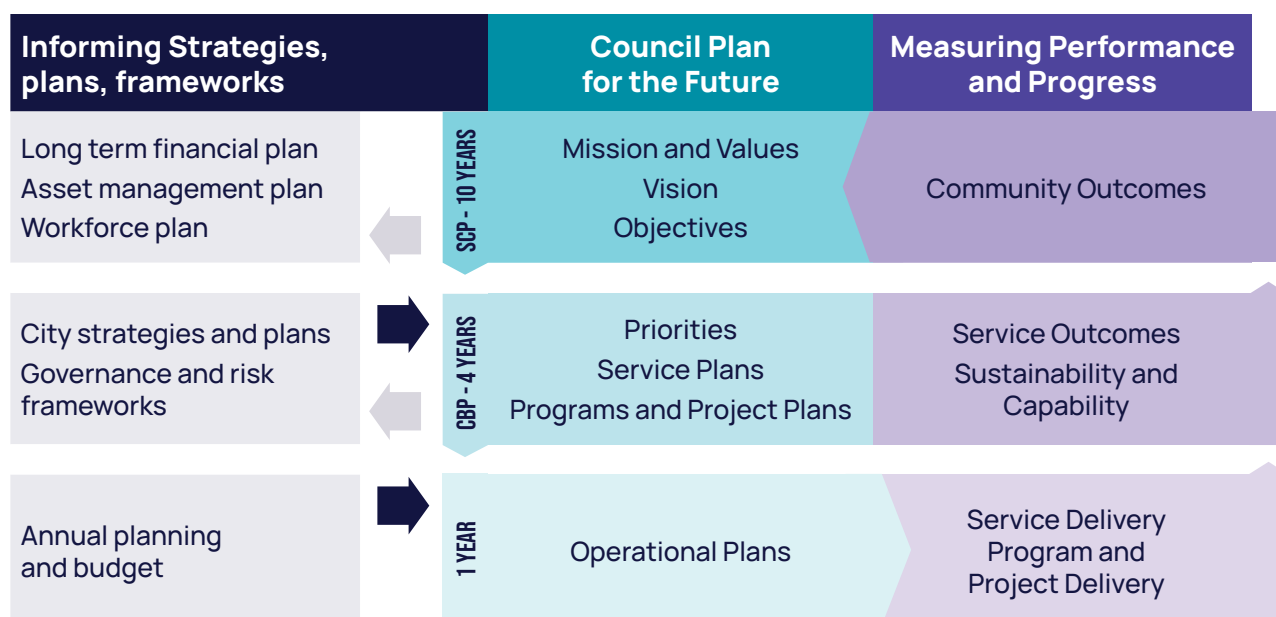 Informing Strategies,
plans, frameworks
Council Plan
for the Future
Measuring Performance
and Progress
Long term financial plan
Asset management plan
Workforce plan
SCP - 10 YEARS
Mission and Values
Vision
Objectives
Community Outcomes
City strategies and plans
Governance and risk
frameworks
CBP - 4 YEARS
Priorities
Service Plans
Programs and Project Plans
Service Outcomes
Sustainability and
Capability
Annual planning
and budget
1 YEAR
Operational Plans
Service Delivery
Program and
Project Delivery